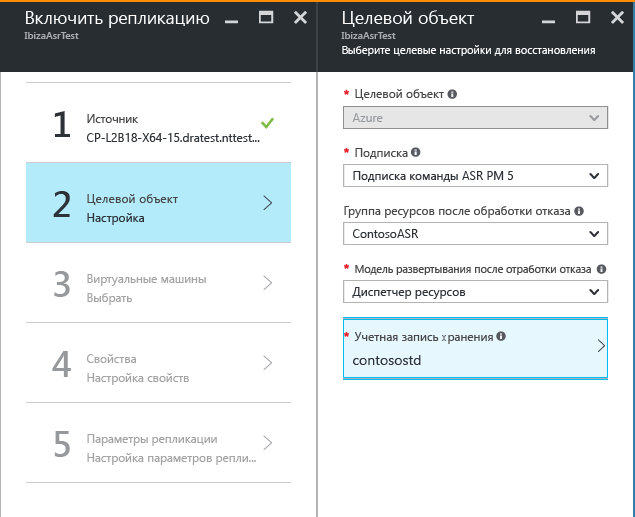 Включить репликацию
IbizaAsrTest
1
Источник
CP-L2B18-X64-15.dratest.nttest...
2
Целевой объект
Настройка
3
Виртуальные машины
Выбрать
4
Свойства
Настройка свойств
5
Параметры репликации
Настройка параметров репли...
Целевой объект
IbizaAsrTest
Выберите целевые настройки для восстановления
* Целевой объект
Azure
* Подписка
Подписка команды ASR PM 5
Группа ресурсов после обработки отказа
ContosoASR
* Модель развертывания после отработки отказа
Диспетчер ресурсов
* Учетная запись хранения
contosostd